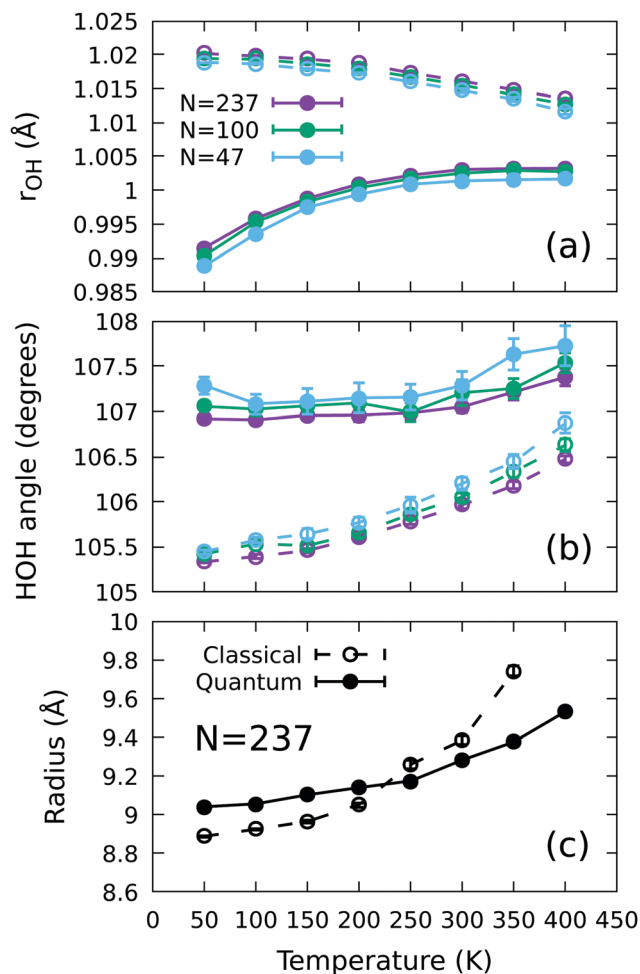 1.025
1.02
1.015
1.01
1.005
1
0.995
0.99
0.985
rOH (Å)
N=237
N=100
N=47
(a)
108
107.5
107
106.5
106
105.5
105
HOH angle (degrees)
(b)
10
9.8
9.6
9.4
9.2
9
8.8
8.6
Radius (Å)
Classical
Quantum
N=237
(c)
0 50 100 150 200 250 300 350 400 450
Temperature (K)